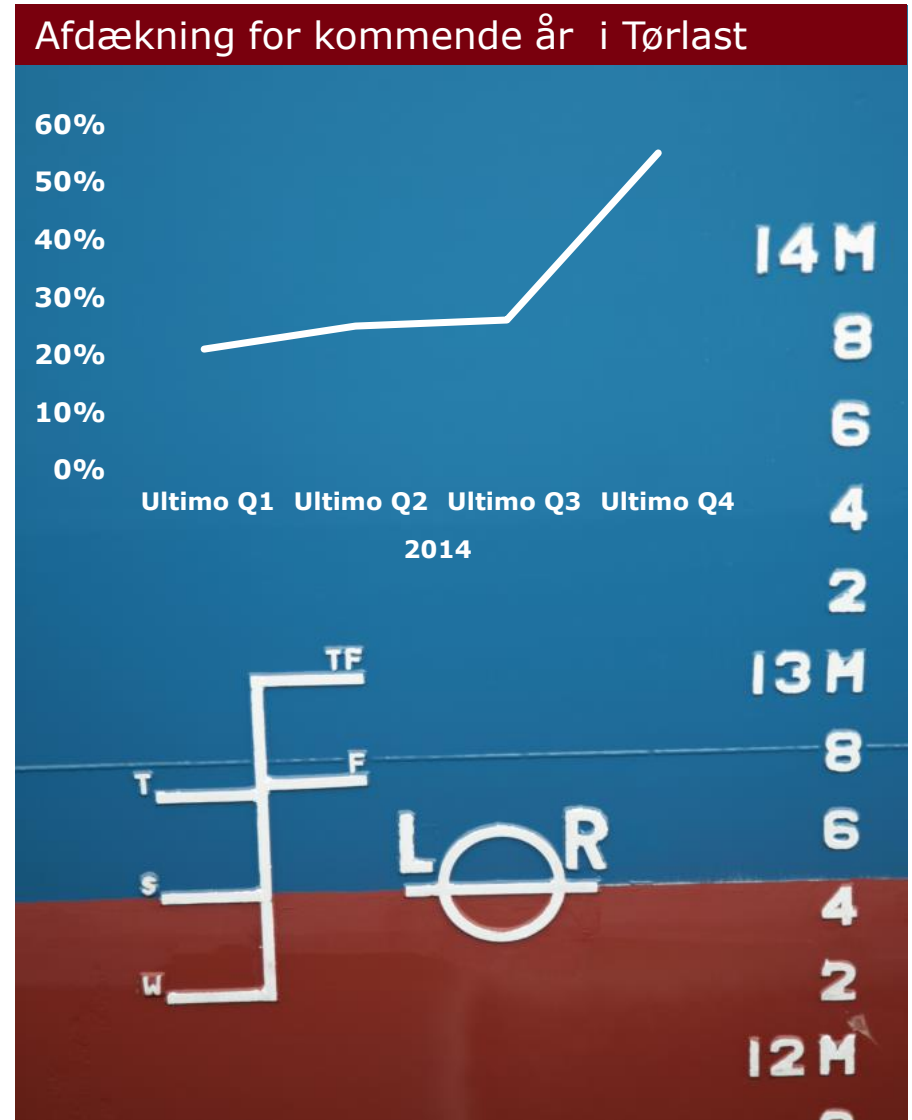 Afdækning for kommende år i Tørlast
60%
50%
40%
30%
20%
10%
0%
Ultimo Q1 Ultimo Q2 Ultimo Q3 Ultimo Q4
2014
14M
8
6
4
2
13M
8
6
4
2
12M
TF
F
T
S
W
L R